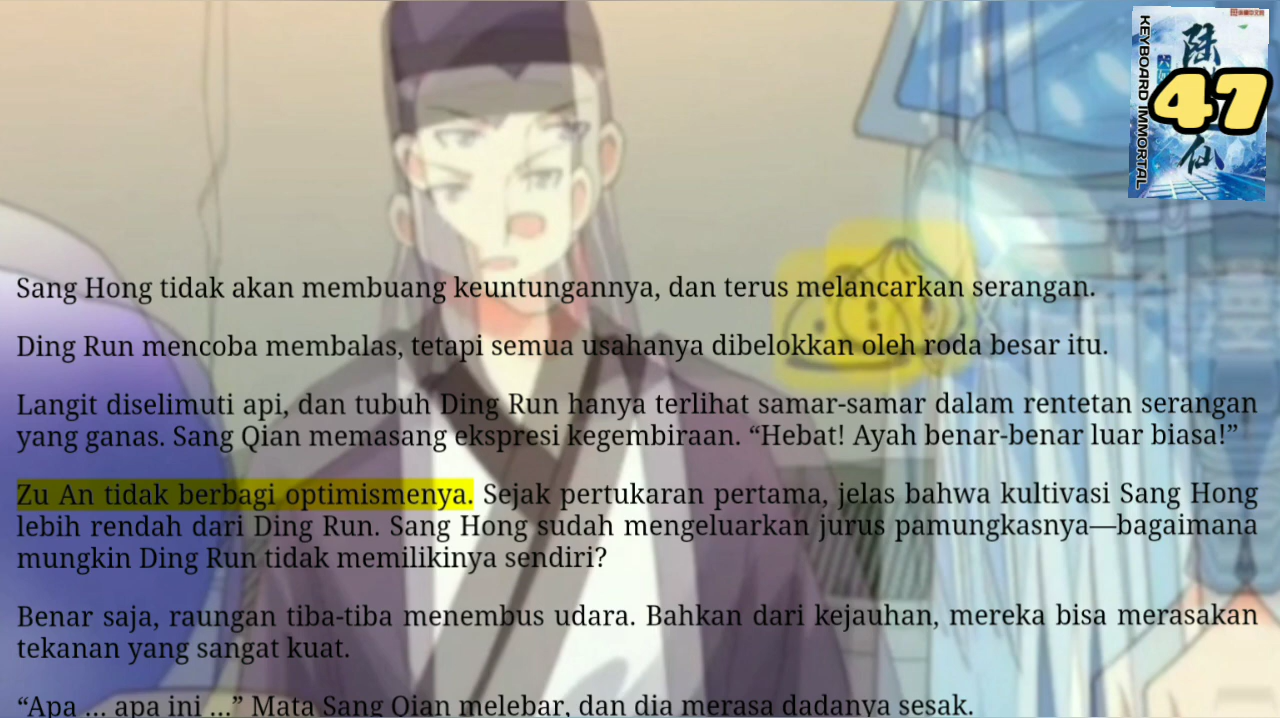 Sang Hong tidak akan membuang keuntungannya, dan terus melancarkan serangan.
Ding Run mencoba membalas, tetapi semua usahanya dibelokkan oleh roda besar itu.
Langit diselimuti api, dan tubuh Ding Run hanya terlihat samar-samar dalam rentetan serangan
yang ganas. Sang Qian memasang ekspresi kegembiraan. “Hebat! Ayah benar-benar luar biasa!”
Zu An tidak berbagi optimismenya. Sejak pertukaran pertama, jelas bahwa kultivasi Sang Hong
lebih rendah dari Ding Run. Sang Hong sudah mengeluarkan jurus pamungkasnya—bagaimana
mungkin Ding Run tidak memilikinya sendiri?
Benar saja, raungan tiba-tiba menembus udara. Bahkan dari kejauhan, mereka bisa merasakan
tekanan yang sangat kuat.
“Apa ... apa ini ...” Mata Sang Qian melebar, dan dia merasa dadanya sesak.
KEYBOARD IMMORTAL
陆
仙
47